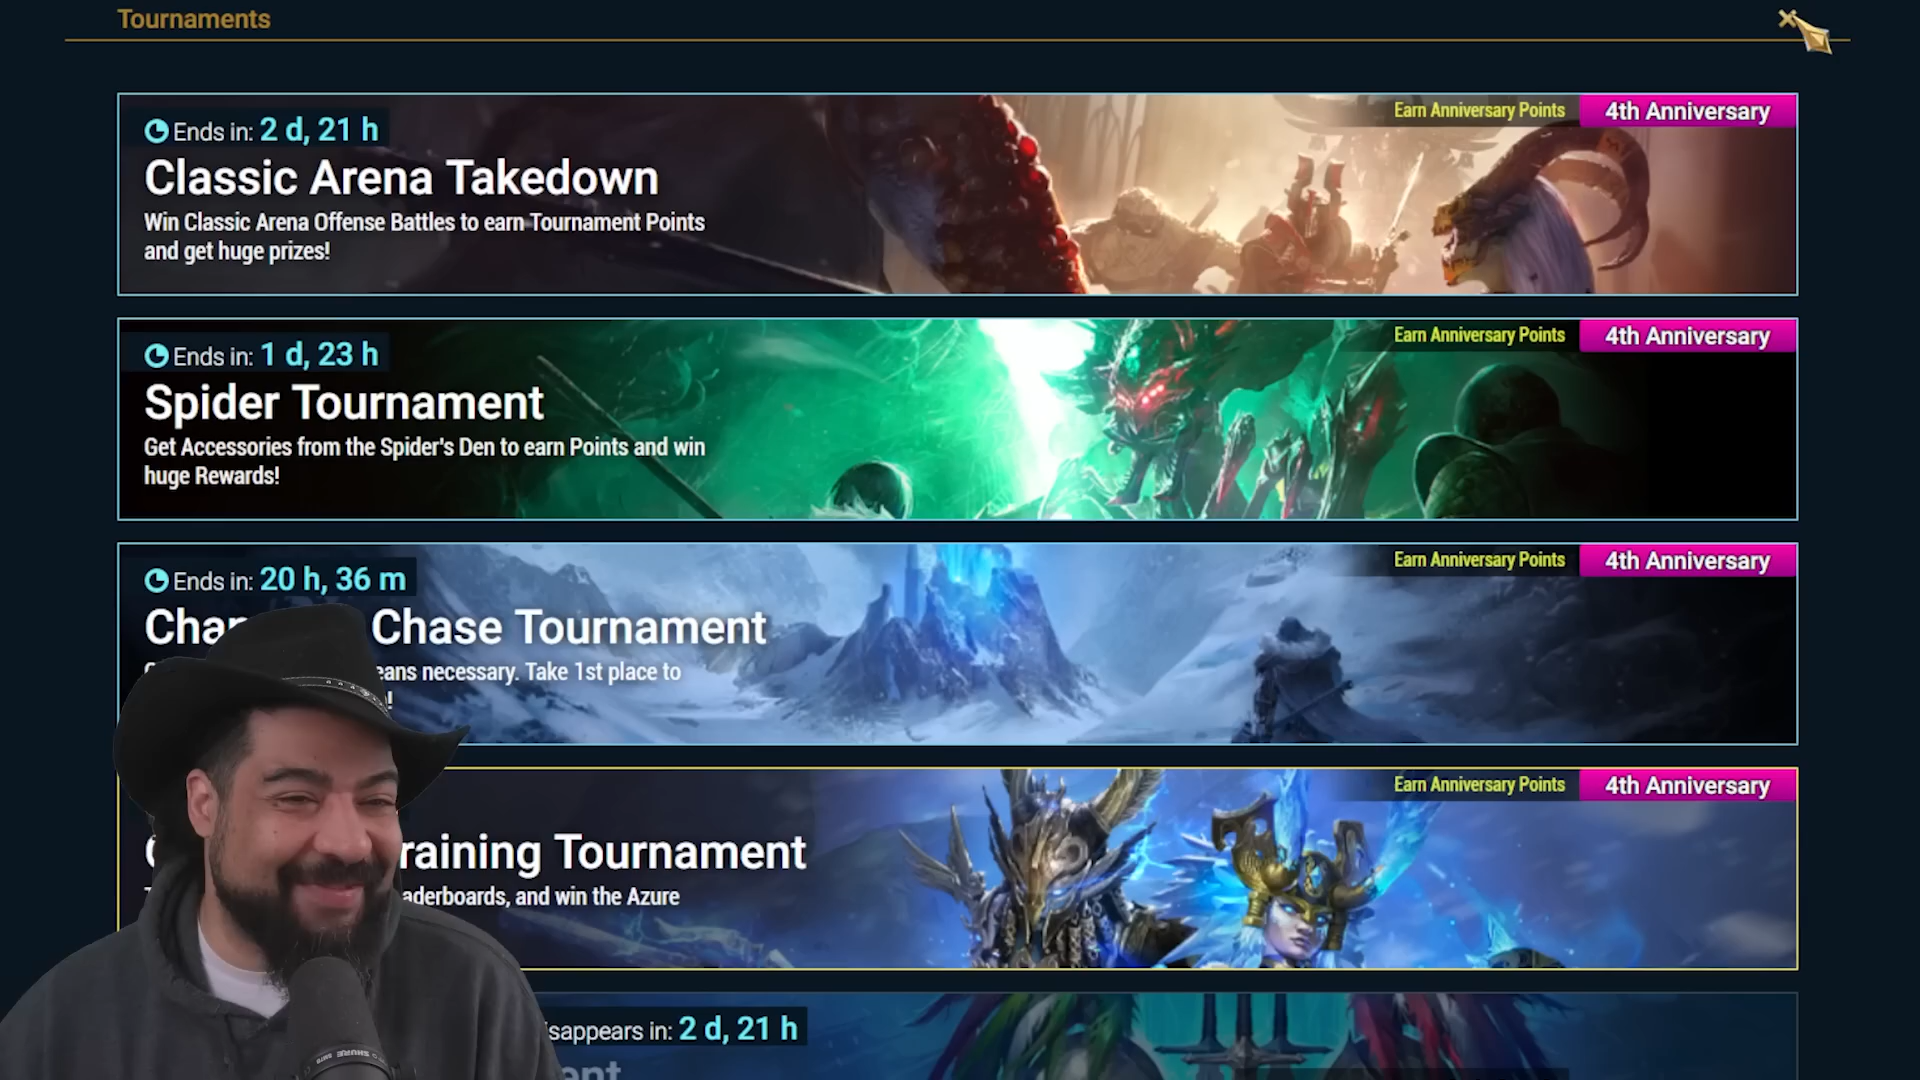 Tournaments
Earn Anniversary Points
4th Anniversary
Ends in: 2 d, 21 h
Classic Arena Takedown
Win Classic Arena Offense Battles to earn Tournament Points
and get huge prizes!
Earn Anniversary Points
4th Anniversary
Ends in: 1 d, 23 h
Spider Tournament
Get Accessories from the Spider's Den to earn Points and win
huge Rewards!
Earn Anniversary Points
4th Anniversary
Ends in: 20 h, 36 m
Chase Tournament
necessary. Take 1st place to
Earn Anniversary Points
4th Anniversary
Tournament
and win the Azure
in: 2 d, 21 h
SHURE